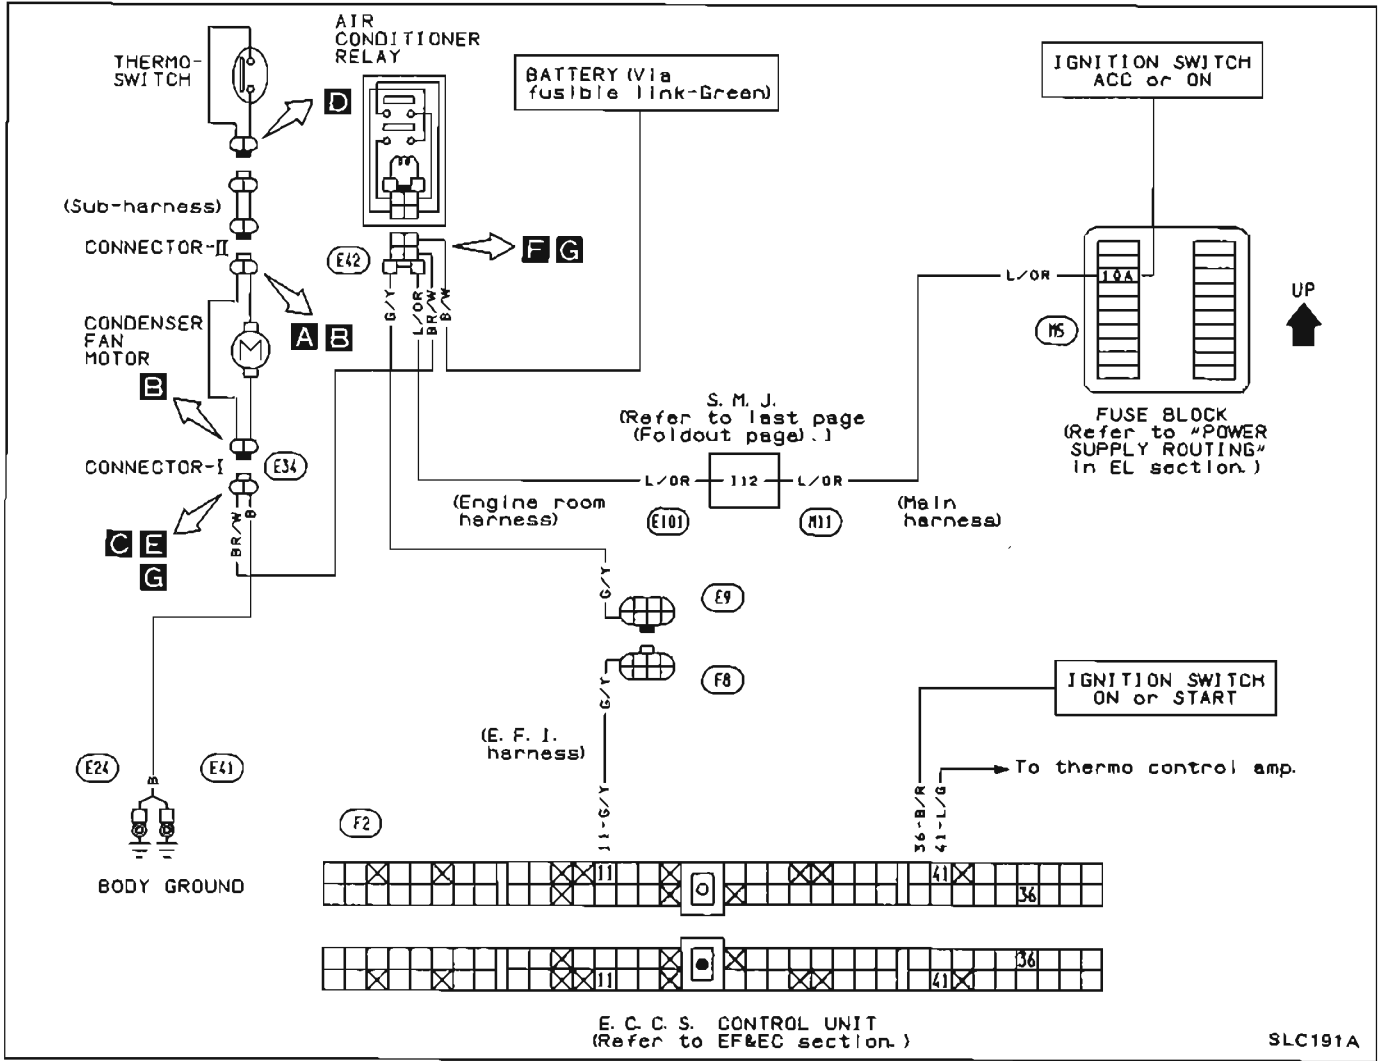 AIR
CONDITIONER
RELAY
THERMO-
SWITCH
BATTERY (Via
fusible link-Green)
IGNITION SWITCH
ACC or ON
D
(Sub-harness)
CONNECTOR-II
E42
F G
G/Y
L/OR
BR/W
B/W
L/OR
10A
UP
M5
A B
CONDENSER
FAN
MOTOR
M
B
S. M. J.
(Refer to last page
(Foldout page).)
FUSE BLOCK
(Refer to "POWER
SUPPLY ROUTING"
in EL section.)
CONNECTOR-I
E34
L/OR
I12
L/OR
(Engine room
harness)
E101
M11
(Main
harness)
BR/W
B
C E
G
G/Y
E9
F8
G/Y
IGNITION SWITCH
ON or START
(E. F. I.
harness)
To thermo control amp.
E24
E41
B
11-G/Y
36-B/R
41-L/G
F2
BODY GROUND
11
41
36
36
11
41
E. C. C. S. CONTROL UNIT
(Refer to EF&EC section.)
SLC191A